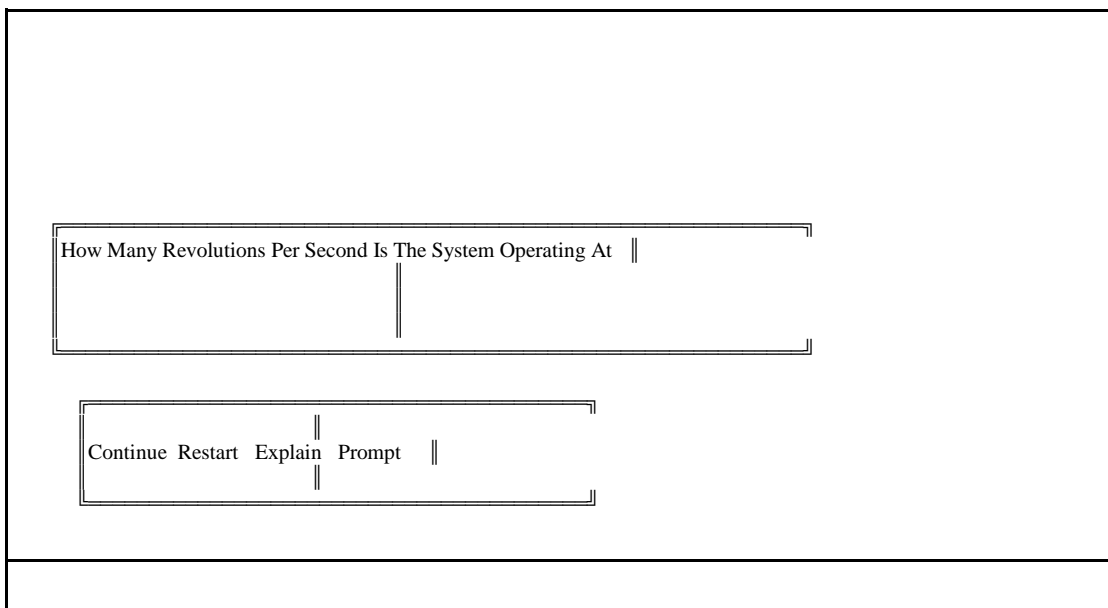 How Many Revolutions Per Second Is The System Operating At
Continue Restart Explain Prompt